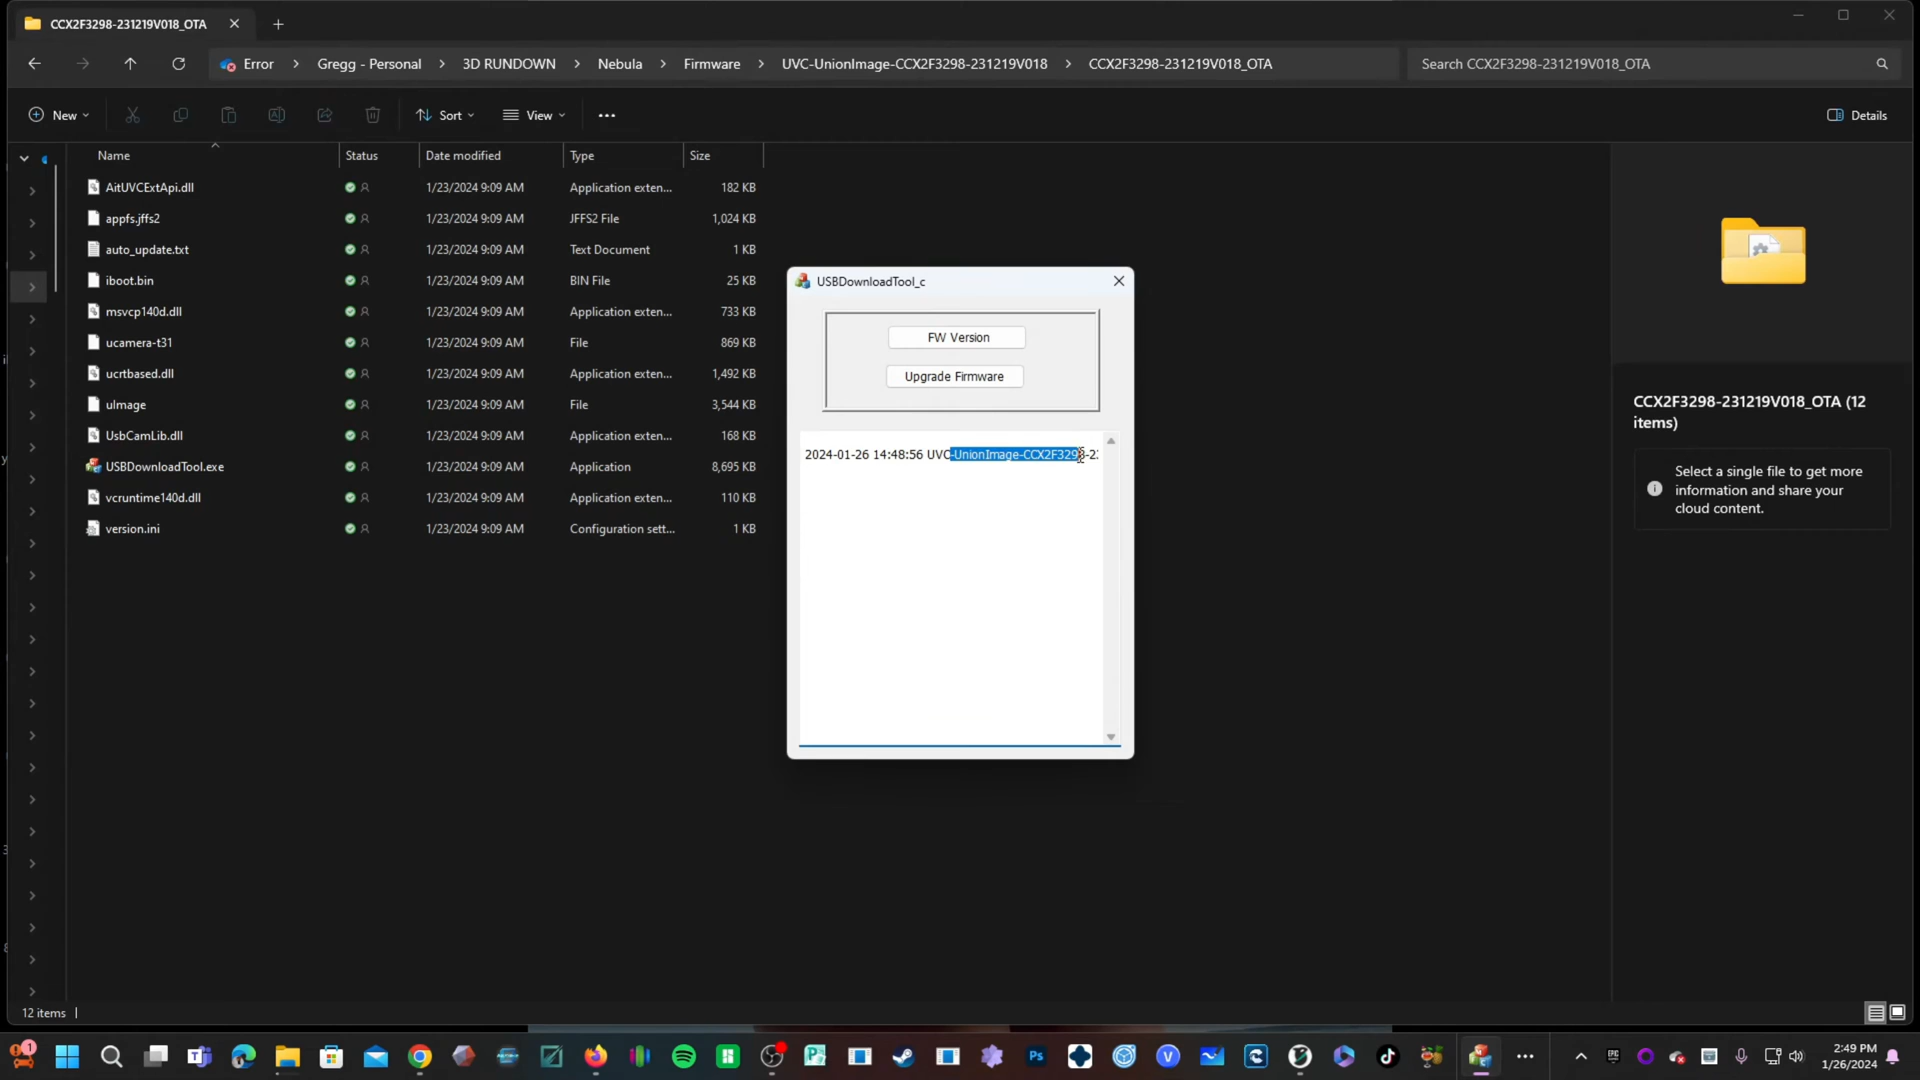 CCX2F3298-231219V018_OTA
Error > Gregg - Personal > 3D RUNDOWN > Nebula > Firmware > UVC-UnionImage-CCX2F3298-231219V018 > CCX2F3298-231219V018_OTA
Search CCX2F3298-231219V018_OTA
New Sort View ... Details
Name Status Date modified Type Size
AitUVCExtApi.dll 1/23/2024 9:09 AM Application exten... 182 KB
appfs.jffs2 1/23/2024 9:09 AM JFFS2 File 1,024 KB
auto_update.txt 1/23/2024 9:09 AM Text Document 1 KB
iboot.bin 1/23/2024 9:09 AM BIN File 25 KB
msvcp140d.dll 1/23/2024 9:09 AM Application exten... 733 KB
ucamera-t31 1/23/2024 9:09 AM File 869 KB
ucrtbased.dll 1/23/2024 9:09 AM Application exten... 1,492 KB
uImage 1/23/2024 9:09 AM File 3,544 KB
UsbCamLib.dll 1/23/2024 9:09 AM Application exten... 168 KB
USBDownloadTool.exe 1/23/2024 9:09 AM Application 8,695 KB
vcruntime140d.dll 1/23/2024 9:09 AM Application exten... 110 KB
version.ini 1/23/2024 9:09 AM Configuration sett... 1 KB
USBDownloadTool_c
FW Version
Upgrade Firmware
2024-01-26 14:48:56 UVC-UnionImage-CCX2F3298-2
CCX2F3298-231219V018_OTA (12
items)
Select a single file to get more
information and share your
cloud content.
12 items
2:49 PM
1/26/2024